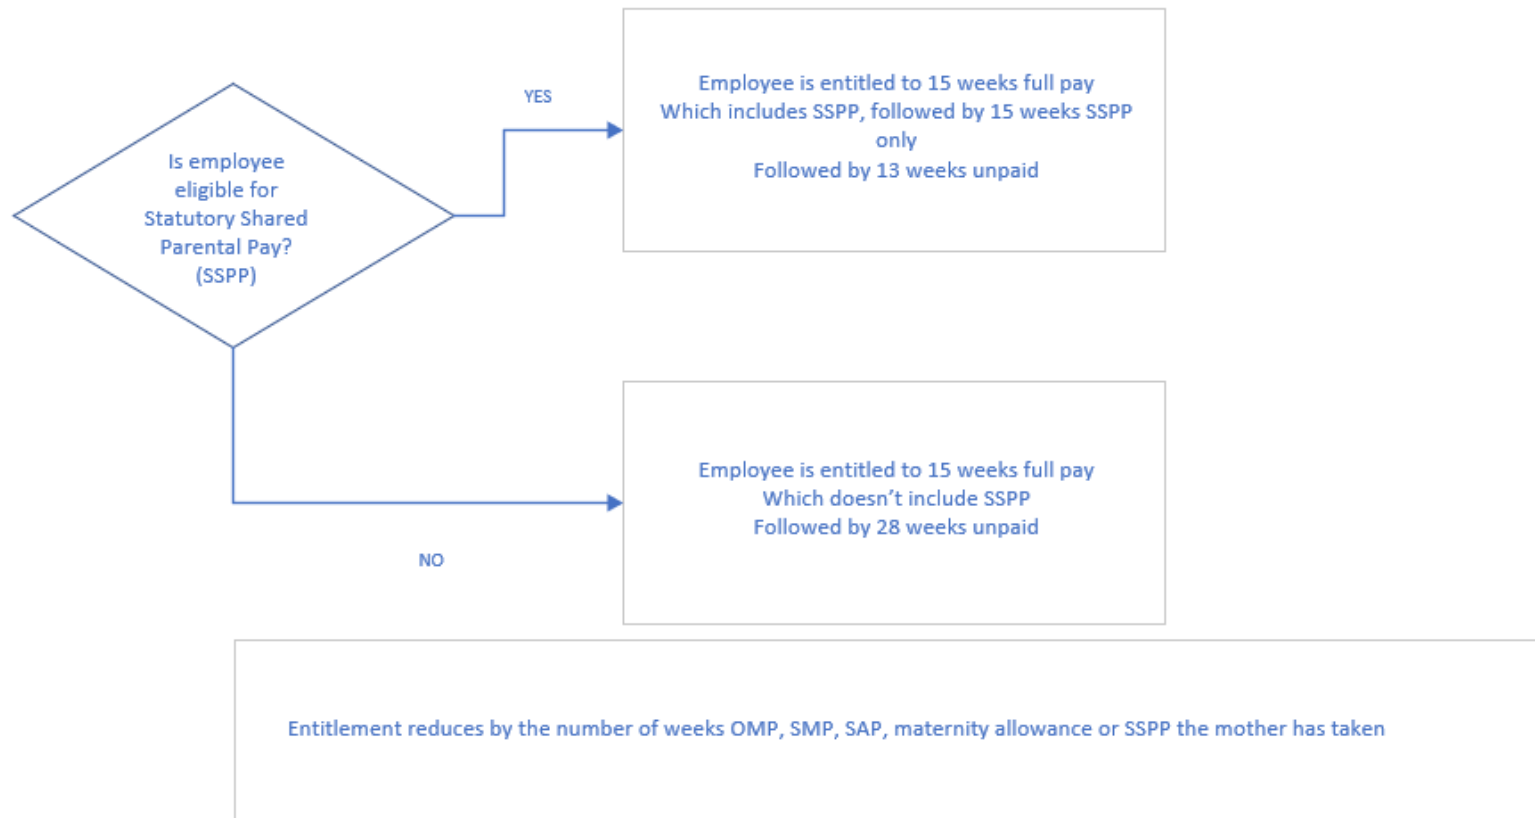 Is employee
eligible for
Statutory Shared
Parental Pay?
(SSPP)
YES
Employee is entitled to 15 weeks full pay
Which includes SSPP, followed by 15 weeks SSPP
only
Followed by 13 weeks unpaid
NO
Employee is entitled to 15 weeks full pay
Which doesn’t include SSPP
Followed by 28 weeks unpaid
Entitlement reduces by the number of weeks OMP, SMP, SAP, maternity allowance or SSPP the mother has taken